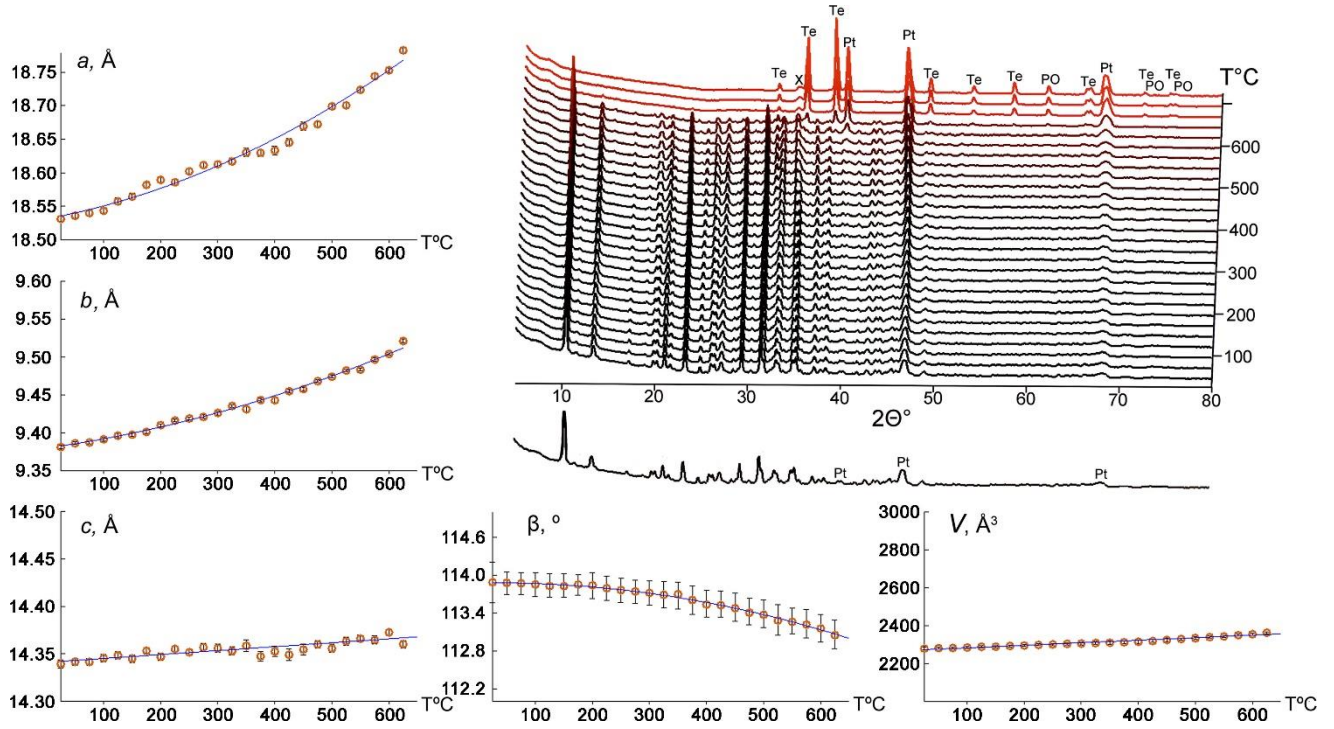 a, Å
18.75
18.70
18.65
18.60
18.55
18.50
100 200 300 400 500 600
TºC
b, Å
9.60
9.55
9.50
9.45
9.40
9.35
100 200 300 400 500 600
TºC
c, Å
14.50
14.45
14.40
14.35
14.30
100 200 300 400 500 600
TºC
Te Te Pt X Pt Te Te Te PO Te Pt Te PO Te PO
T°C
600
500
400
300
200
100
10 20 30 40 50 60 70 80
2Θ°
Pt Pt Pt
β, º
114.6
114.0
113.4
112.8
112.2
100 200 300 400 500 600
TºC
V, Å³
3000
2800
2600
2400
2200
100 200 300 400 500 600
TºC